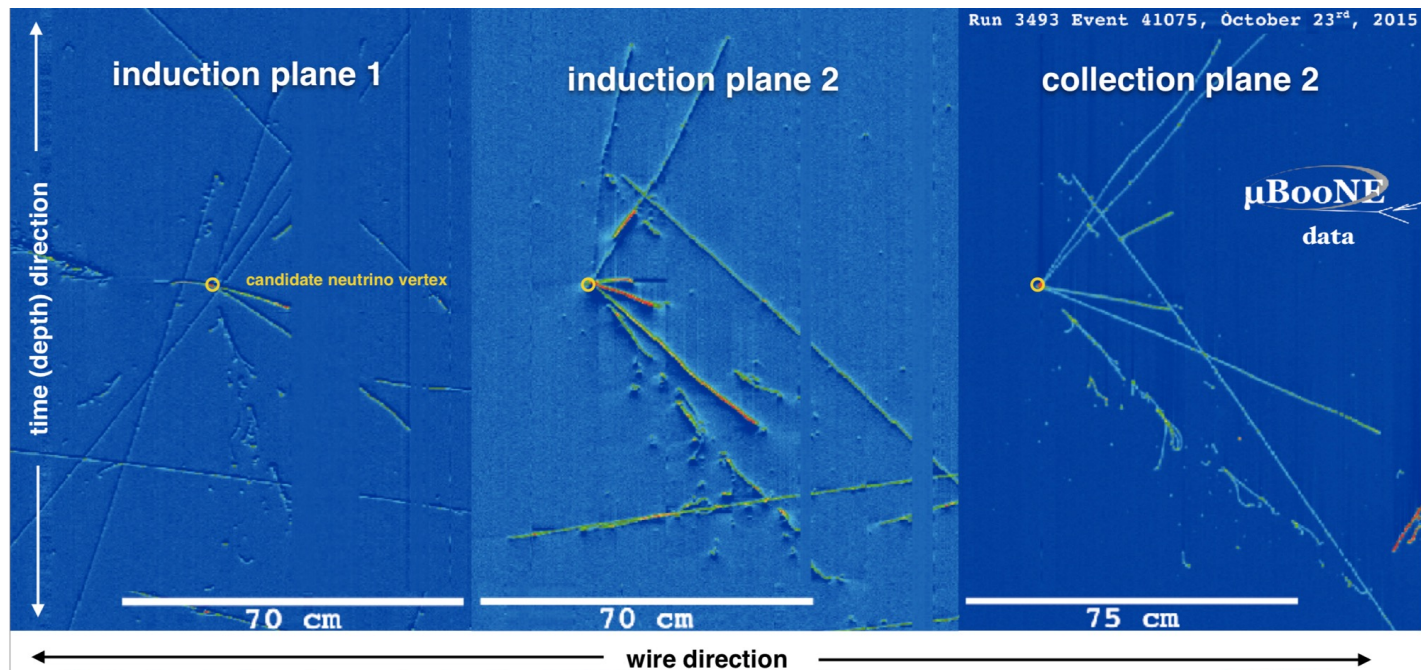 Run 3493 Event 41075, October 23rd, 2015
induction plane 1
induction plane 2
collection plane 2
µBooNE
data
time (depth) direction
candidate neutrino vertex
70 cm
70 cm
75 cm
wire direction